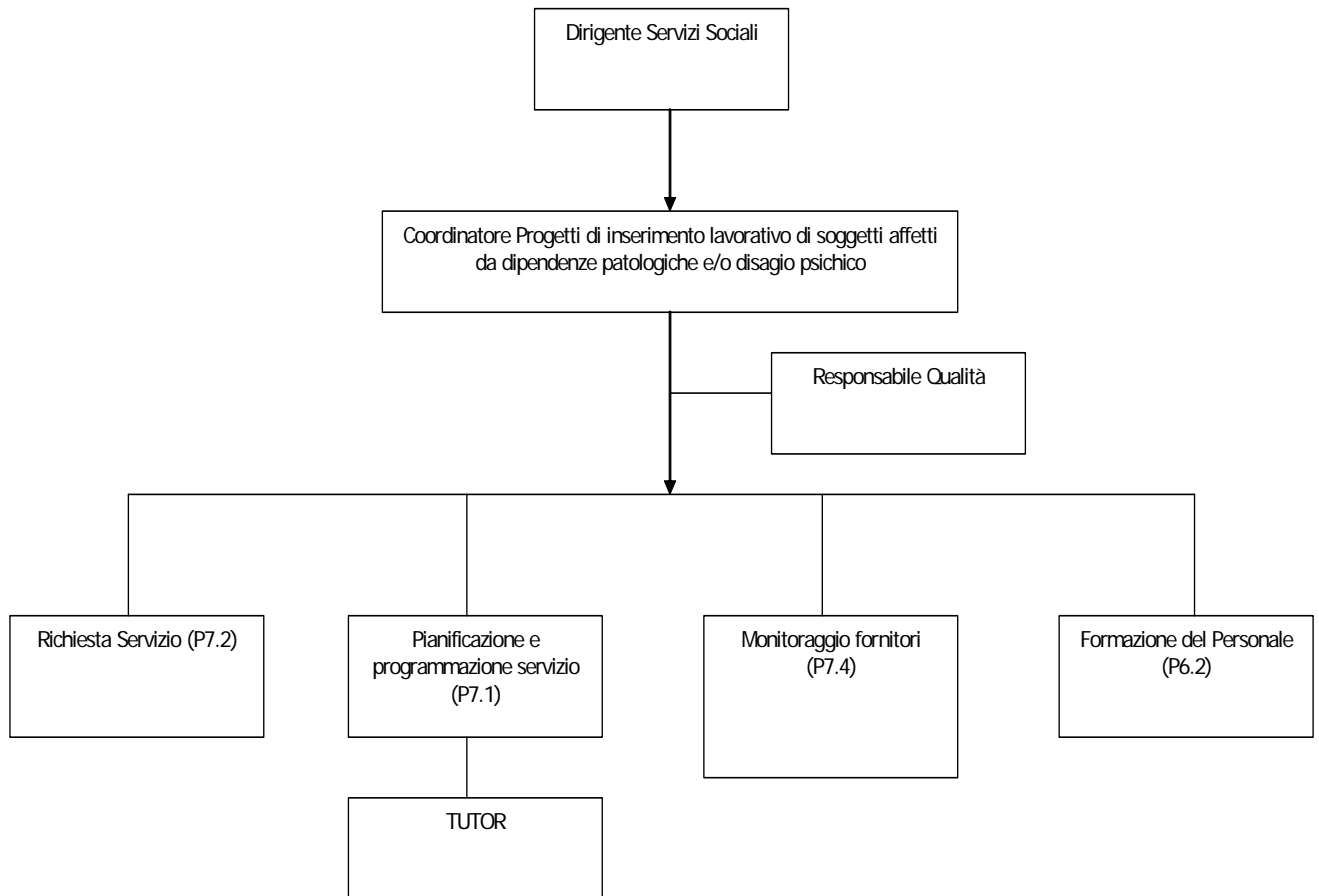 Dirigente Servizi Sociali
Coordinatore Progetti di inserimento lavorativo di soggetti affetti
da dipendenze patologiche e/o disagio psichico
Responsabile Qualità
Richiesta Servizio (P7.2)
Pianificazione e
programmazione servizio
(P7.1)
Monitoraggio fornitori
(P7.4)
Formazione del Personale
(P6.2)
TUTOR